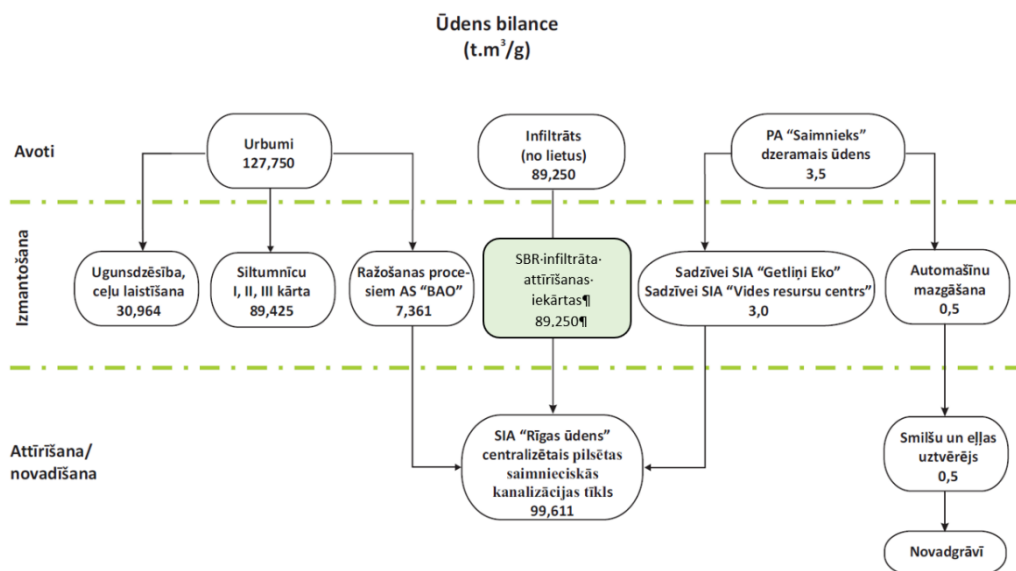 Ūdens bilance
(t.m³/g)
Avoti
Urbumi
127,750
Infiltrāts
(no lietus)
89,250
PA “Saimnieks”
dzeramais ūdens
3,5
Izmantošana
Ugunsdzēsība,
ceļu laistīšana
30,964
Siltumnīcu
I, II, III kārta
89,425
Ražošanas proce-
siem AS “BAO”
7,361
SBR·infiltrāta·
attīrīšanas·
iekārtas¶
89.250¶
Sadzīvei SIA “Getliņi Eko”
Sadzīvei SIA “Vides resursu centrs”
3,0
Automašīnu
mazgāšana
0,5
Attīrīšana/
novadīšana
SIA “Rīgas ūdens”
centralizētais pilsētas
saimnieciskās
kanalizācijas tīkls
99,611
Smilšu un eļļas
uztvērējs
0,5
Novadgrāvī